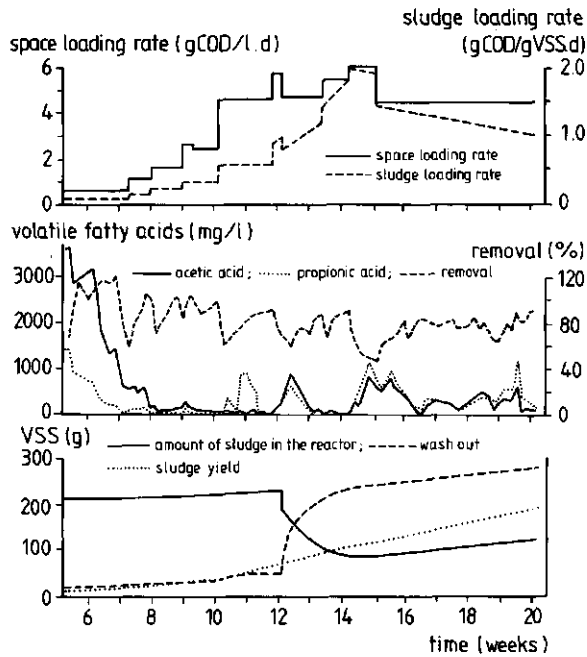 sludge loading rate
space loading rate (gCOD/l.d) (gCOD/gVSS.d)
6 2.0
4
1.0
2
space loading rate
sludge loading rate
0 0
volatile fatty acids (mg/l) removal (%)
acetic acid; propionic acid; removal
3000 120
2000 80
1000 40
0 0
VSS (g)
amount of sludge in the reactor; wash out
sludge yield
300
200
100
0
6 8 10 12 14 16 18 20
time (weeks)